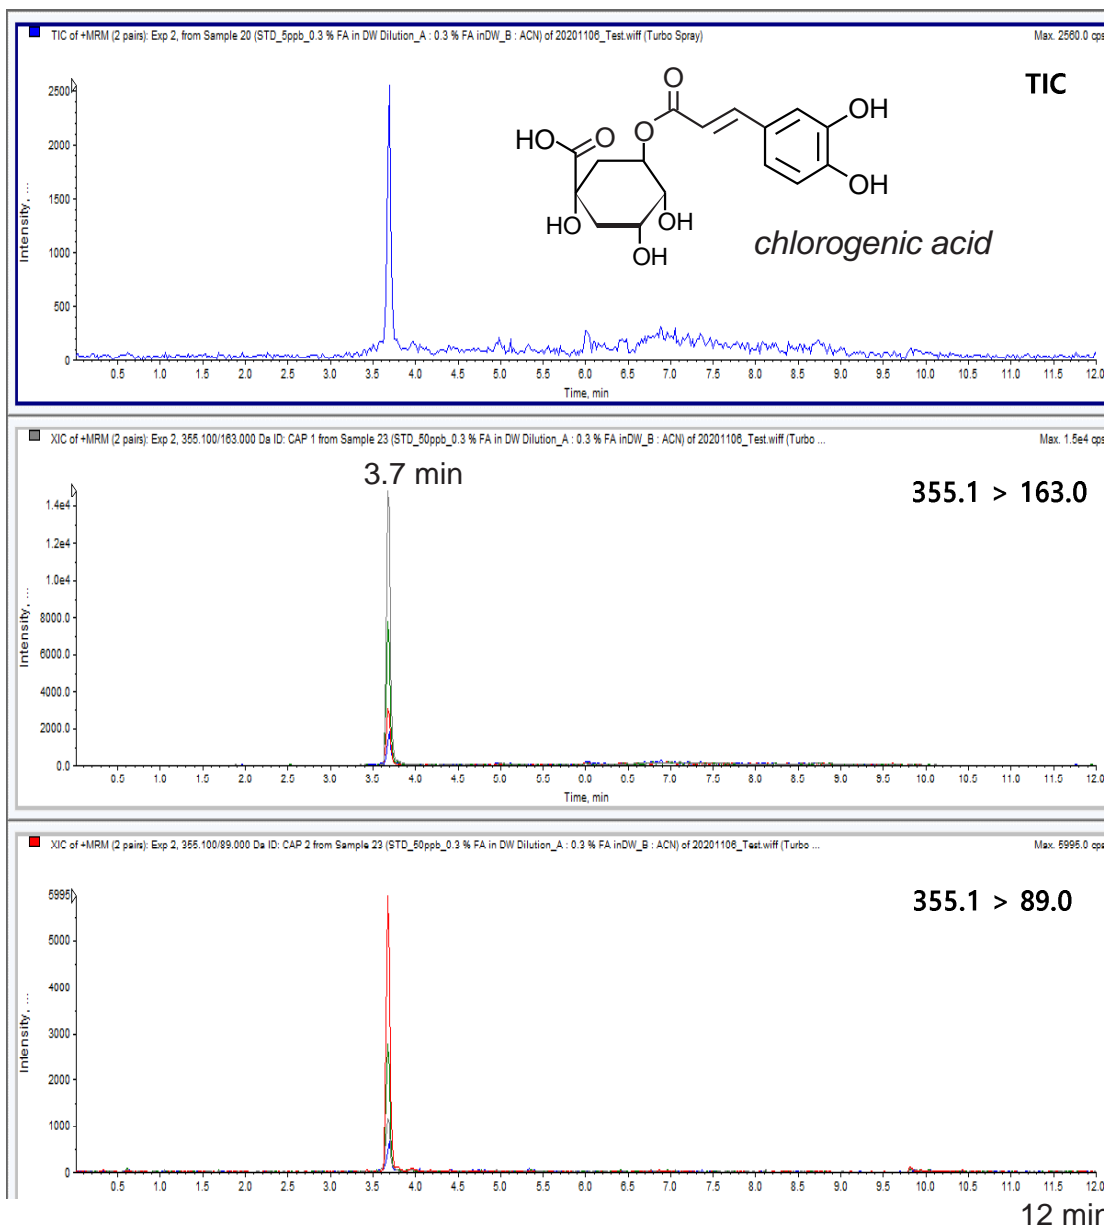 TIC of +MRM (2 pairs): Exp 2, from Sample 20 (STD_5ppb_0.3 % FA in DW Dilution_A : 0.3 % FA inDW_B : ACN) of 20201106_Test.wiff (Turbo Spray)
Max. 2560.0 cps
TIC
2500
2000
1500
1000
500
0
Intensity, ...
O
HO
O
O
OH
OH
HO
OH
OH
chlorogenic acid
0.5 1.0 1.5 2.0 2.5 3.0 3.5 4.0 4.5 5.0 5.5 6.0 6.5 7.0 7.5 8.0 8.5 9.0 9.5 10.0 10.5 11.0 11.5 12.0
Time, min
XIC of +MRM (2 pairs): Exp 2, 355.100/163.000 Da ID: CAP 1 from Sample 23 (STD_50ppb_0.3 % FA in DW Dilution_A : 0.3 % FA inDW_B : ACN) of 20201106_Test.wiff (Turbo ...
Max. 1.5e4 cps
3.7 min
355.1 > 163.0
1.4e4
1.2e4
1.0e4
8000.0
6000.0
4000.0
2000.0
0.0
Intensity, ...
0.5 1.0 1.5 2.0 2.5 3.0 3.5 4.0 4.5 5.0 5.5 6.0 6.5 7.0 7.5 8.0 8.5 9.0 9.5 10.0 10.5 11.0 11.5 12.0
Time, min
XIC of +MRM (2 pairs): Exp 2, 355.100/89.000 Da ID: CAP 2 from Sample 23 (STD_50ppb_0.3 % FA in DW Dilution_A : 0.3 % FA inDW_B : ACN) of 20201106_Test.wiff (Turbo ...
Max. 5995.0 cps
355.1 > 89.0
5995
5000
4000
3000
2000
1000
0
Intensity, ...
0.5 1.0 1.5 2.0 2.5 3.0 3.5 4.0 4.5 5.0 5.5 6.0 6.5 7.0 7.5 8.0 8.5 9.0 9.5 10.0 10.5 11.0 11.5 12.0
12 min